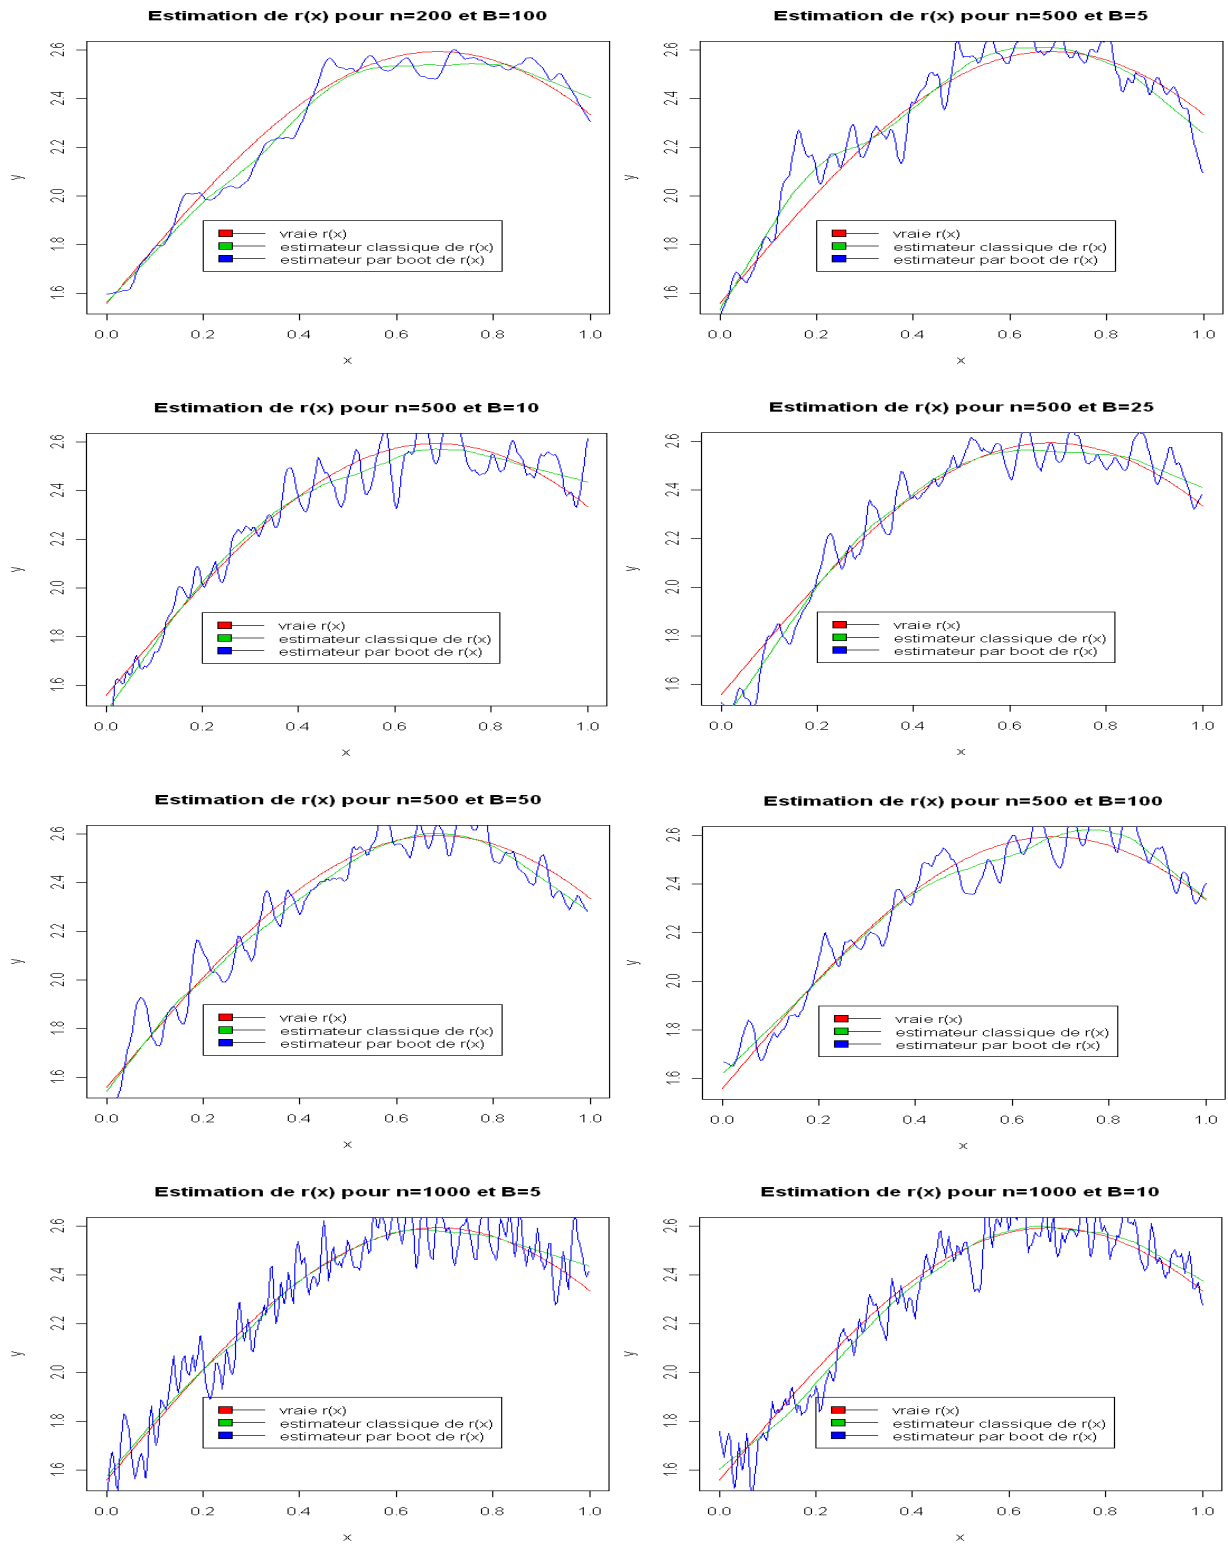 Estimation de r(x) pour n=200 et B=100
y
2.6
2.4
2.2
2.0
1.8
1.6
vraie r(x)
estimateur classique de r(x)
estimateur par boot de r(x)
0.0 0.2 0.4 0.6 0.8 1.0
x
Estimation de r(x) pour n=500 et B=5
y
2.6
2.4
2.2
2.0
1.8
1.6
vraie r(x)
estimateur classique de r(x)
estimateur par boot de r(x)
0.0 0.2 0.4 0.6 0.8 1.0
x
Estimation de r(x) pour n=500 et B=10
y
2.6
2.4
2.2
2.0
1.8
1.6
vraie r(x)
estimateur classique de r(x)
estimateur par boot de r(x)
0.0 0.2 0.4 0.6 0.8 1.0
x
Estimation de r(x) pour n=500 et B=25
y
2.6
2.4
2.2
2.0
1.8
1.6
vraie r(x)
estimateur classique de r(x)
estimateur par boot de r(x)
0.0 0.2 0.4 0.6 0.8 1.0
x
Estimation de r(x) pour n=500 et B=50
y
2.6
2.4
2.2
2.0
1.8
1.6
vraie r(x)
estimateur classique de r(x)
estimateur par boot de r(x)
0.0 0.2 0.4 0.6 0.8 1.0
x
Estimation de r(x) pour n=500 et B=100
y
2.6
2.4
2.2
2.0
1.8
1.6
vraie r(x)
estimateur classique de r(x)
estimateur par boot de r(x)
0.0 0.2 0.4 0.6 0.8 1.0
x
Estimation de r(x) pour n=1000 et B=5
y
2.6
2.4
2.2
2.0
1.8
1.6
vraie r(x)
estimateur classique de r(x)
estimateur par boot de r(x)
0.0 0.2 0.4 0.6 0.8 1.0
x
Estimation de r(x) pour n=1000 et B=10
y
2.6
2.4
2.2
2.0
1.8
1.6
vraie r(x)
estimateur classique de r(x)
estimateur par boot de r(x)
0.0 0.2 0.4 0.6 0.8 1.0
x